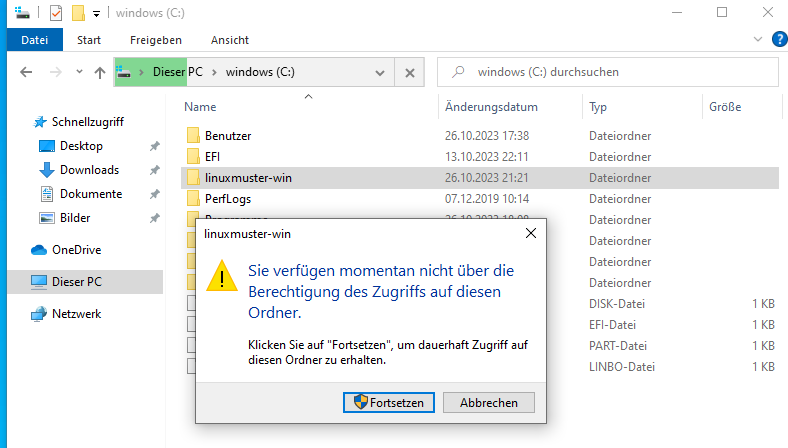 windows (C:)
Datei Start Freigeben Ansicht
Dieser PC windows (C:) windows (C:) durchsuchen
Name Änderungsdatum Typ Größe
Schnellzugriff
Desktop
Downloads
Dokumente
Bilder
OneDrive
Dieser PC
Netzwerk
Benutzer 26.10.2023 17:38 Dateiordner
EFI 13.10.2023 22:11 Dateiordner
linuxmuster-win 26.10.2023 21:21 Dateiordner
PerfLogs 07.12.2019 10:14 Dateiordner
Dateiordner
Dateiordner
Dateiordner
Dateiordner
DISK-Datei 1 KB
EFI-Datei 1 KB
PART-Datei 1 KB
LINBO-Datei 1 KB
linuxmuster-win
Sie verfügen momentan nicht über die
Berechtigung des Zugriffs auf diesen
Ordner.
Klicken Sie auf "Fortsetzen", um dauerhaft Zugriff auf
diesen Ordner zu erhalten.
Fortsetzen Abbrechen